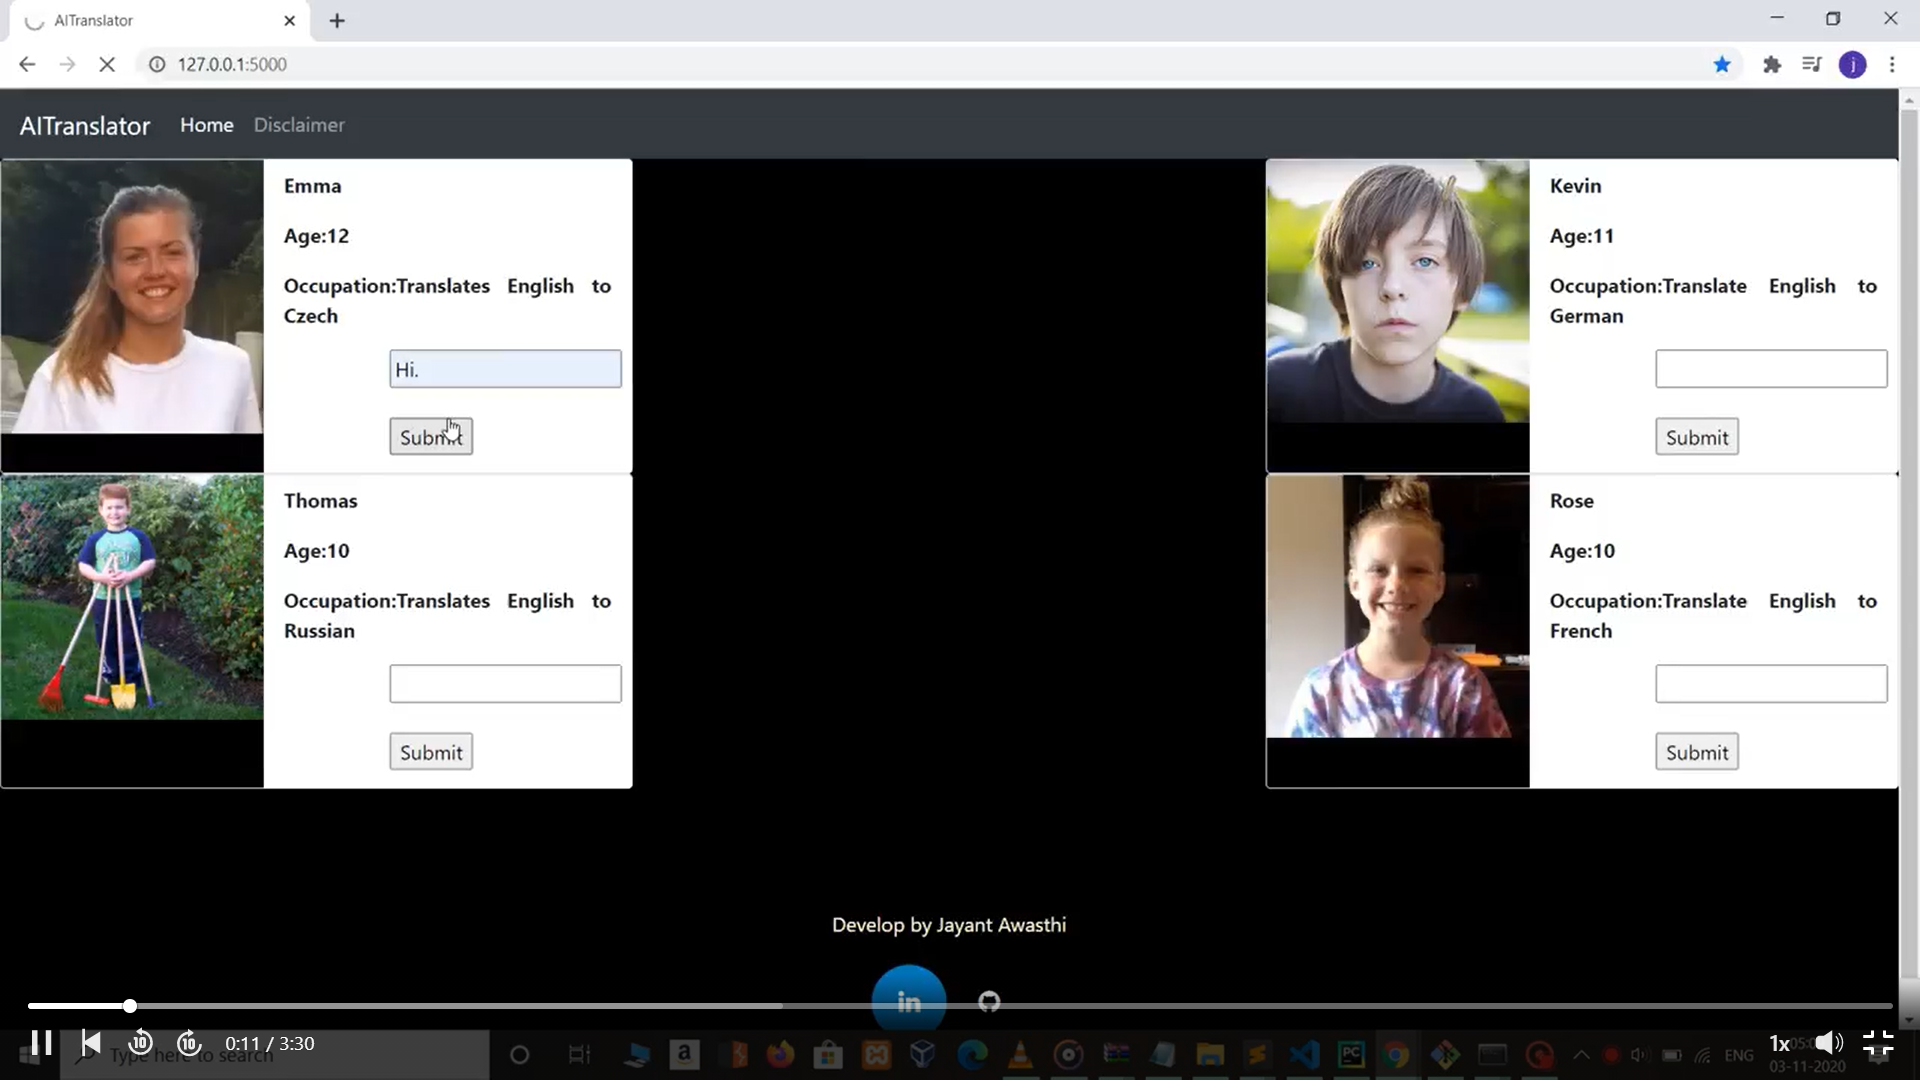 AITranslator
127.0.0.1:5000
j
AITranslator Home Disclaimer
Emma
Age:12
Occupation:Translates English to
Czech
Hi.
Submit
Kevin
Age:11
Occupation:Translate English to
German
Submit
Thomas
Age:10
Occupation:Translates English to
Russian
Submit
Rose
Age:10
Occupation:Translate English to
French
Submit
Develop by Jayant Awasthi
in
10 10 0:11 / 3:30
Type here to search
a
PC
ENG
1x
03-11-2020